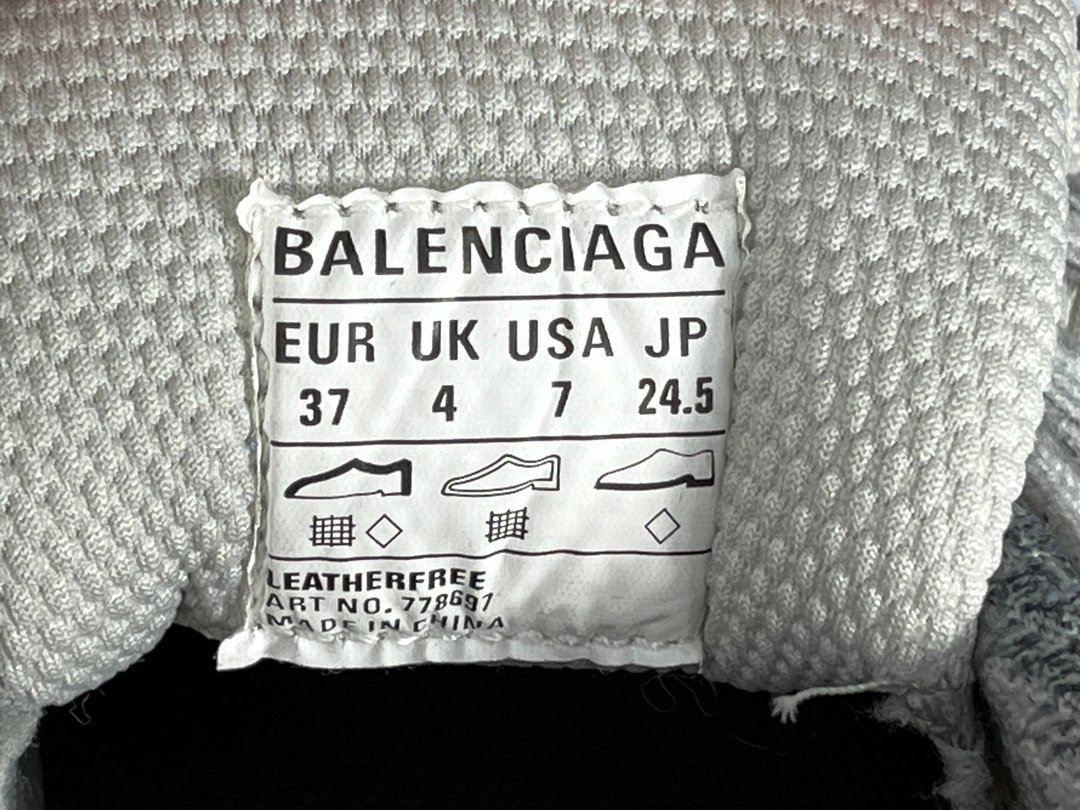 BALENCIAGA
EUR UK USA JP
37 4 7 24.5
LEATHERFREE
ART NO. 778697
MADE IN CHINA